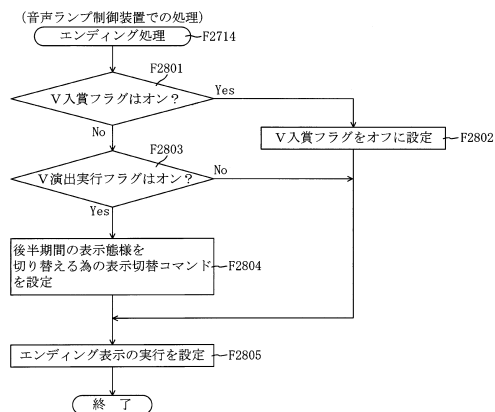 (音声ランプ制御装置での処理)
エンディング処理
F2714
F2801
V入賞フラグはオン?
Yes
No
V入賞フラグをオフに設定
F2802
F2803
V演出実行フラグはオン?
No
Yes
後半期間の表示態様を
切り替える為の表示切替コマンド
を設定
F2804
エンディング表示の実行を設定
F2805
終了